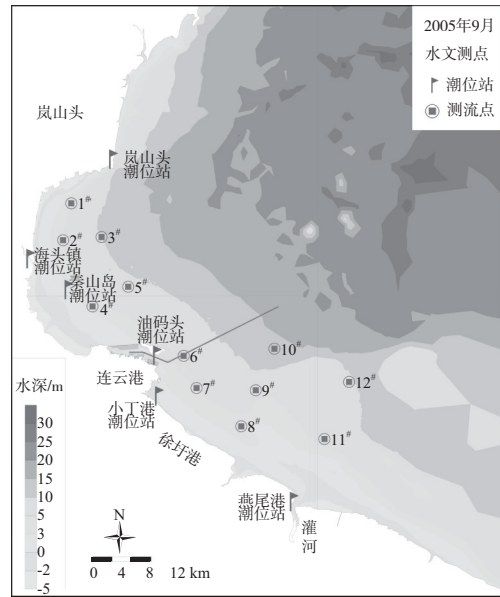 2005年9月
水文测点
潮位站
测流点
岚山头
岚山头
潮位站
1#
2#
3#
海头镇
潮位站
秦山岛
潮位站
5#
4#
油码头
潮位站
6#
10#
连云港
7#
9#
12#
小丁港
潮位站
8#
11#
徐圩港
燕尾港
潮位站
灌
河
水深/m
30
25
20
15
10
5
3
0
-2
-5
N
0 4 8 12 km